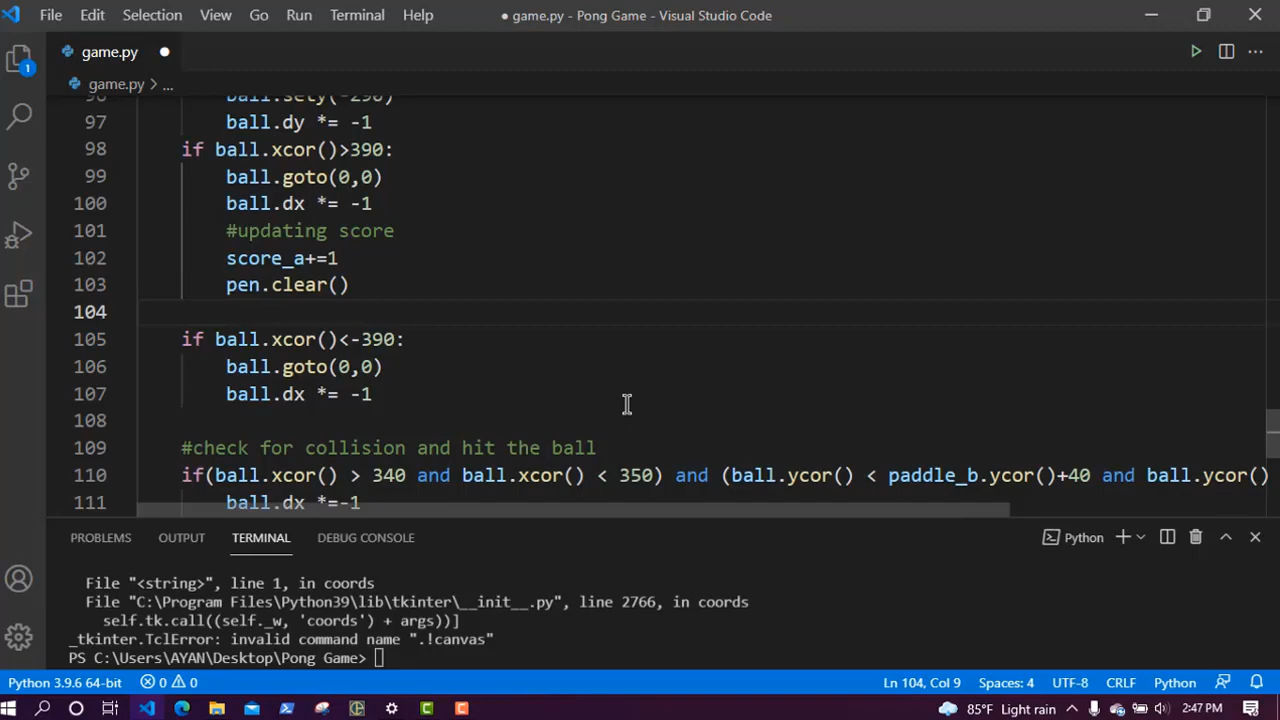 File Edit Selection View Go Run Terminal Help ● game.py - Pong Game - Visual Studio Code
game.py ●
game.py > ...
96 ball.sety(-290)
97 ball.dy *= -1
98 if ball.xcor()>390:
99 ball.goto(0,0)
100 ball.dx *= -1
101 #updating score
102 score_a+=1
103 pen.clear()
104
105 if ball.xcor()<-390:
106 ball.goto(0,0)
107 ball.dx *= -1
108
109 #check for collision and hit the ball
110 if(ball.xcor() > 340 and ball.xcor() < 350) and (ball.ycor() < paddle_b.ycor()+40 and ball.ycor()
111 ball.dx *=-1
PROBLEMS OUTPUT TERMINAL DEBUG CONSOLE Python
File "<string>", line 1, in coords
File "C:\Program Files\Python39\lib\tkinter\__init__.py", line 2766, in coords
self.tk.call((self._w, 'coords') + args))]
_tkinter.TclError: invalid command name ".!canvas"
PS C:\Users\AYAN\Desktop\Pong Game>
Python 3.9.6 64-bit 0 0 Ln 104, Col 9 Spaces: 4 UTF-8 CRLF Python
85°F Light rain 2:47 PM
1